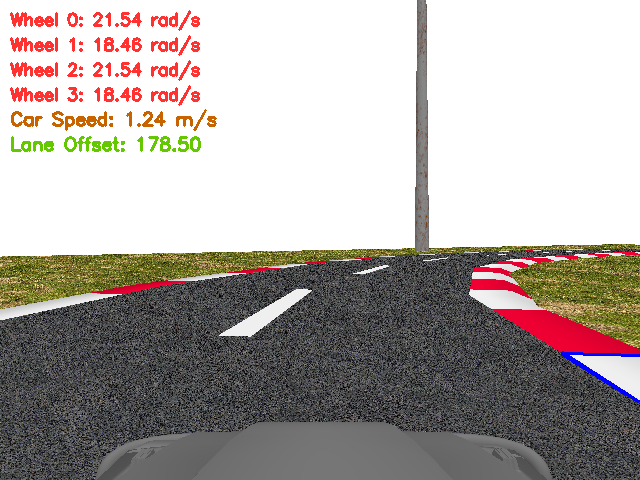 Wheel 0: 21.54 rad/s
Wheel 1: 18.46 rad/s
Wheel 2: 21.54 rad/s
Wheel 3: 18.46 rad/s
Car Speed: 1.24 m/s
Lane Offset: 178.50